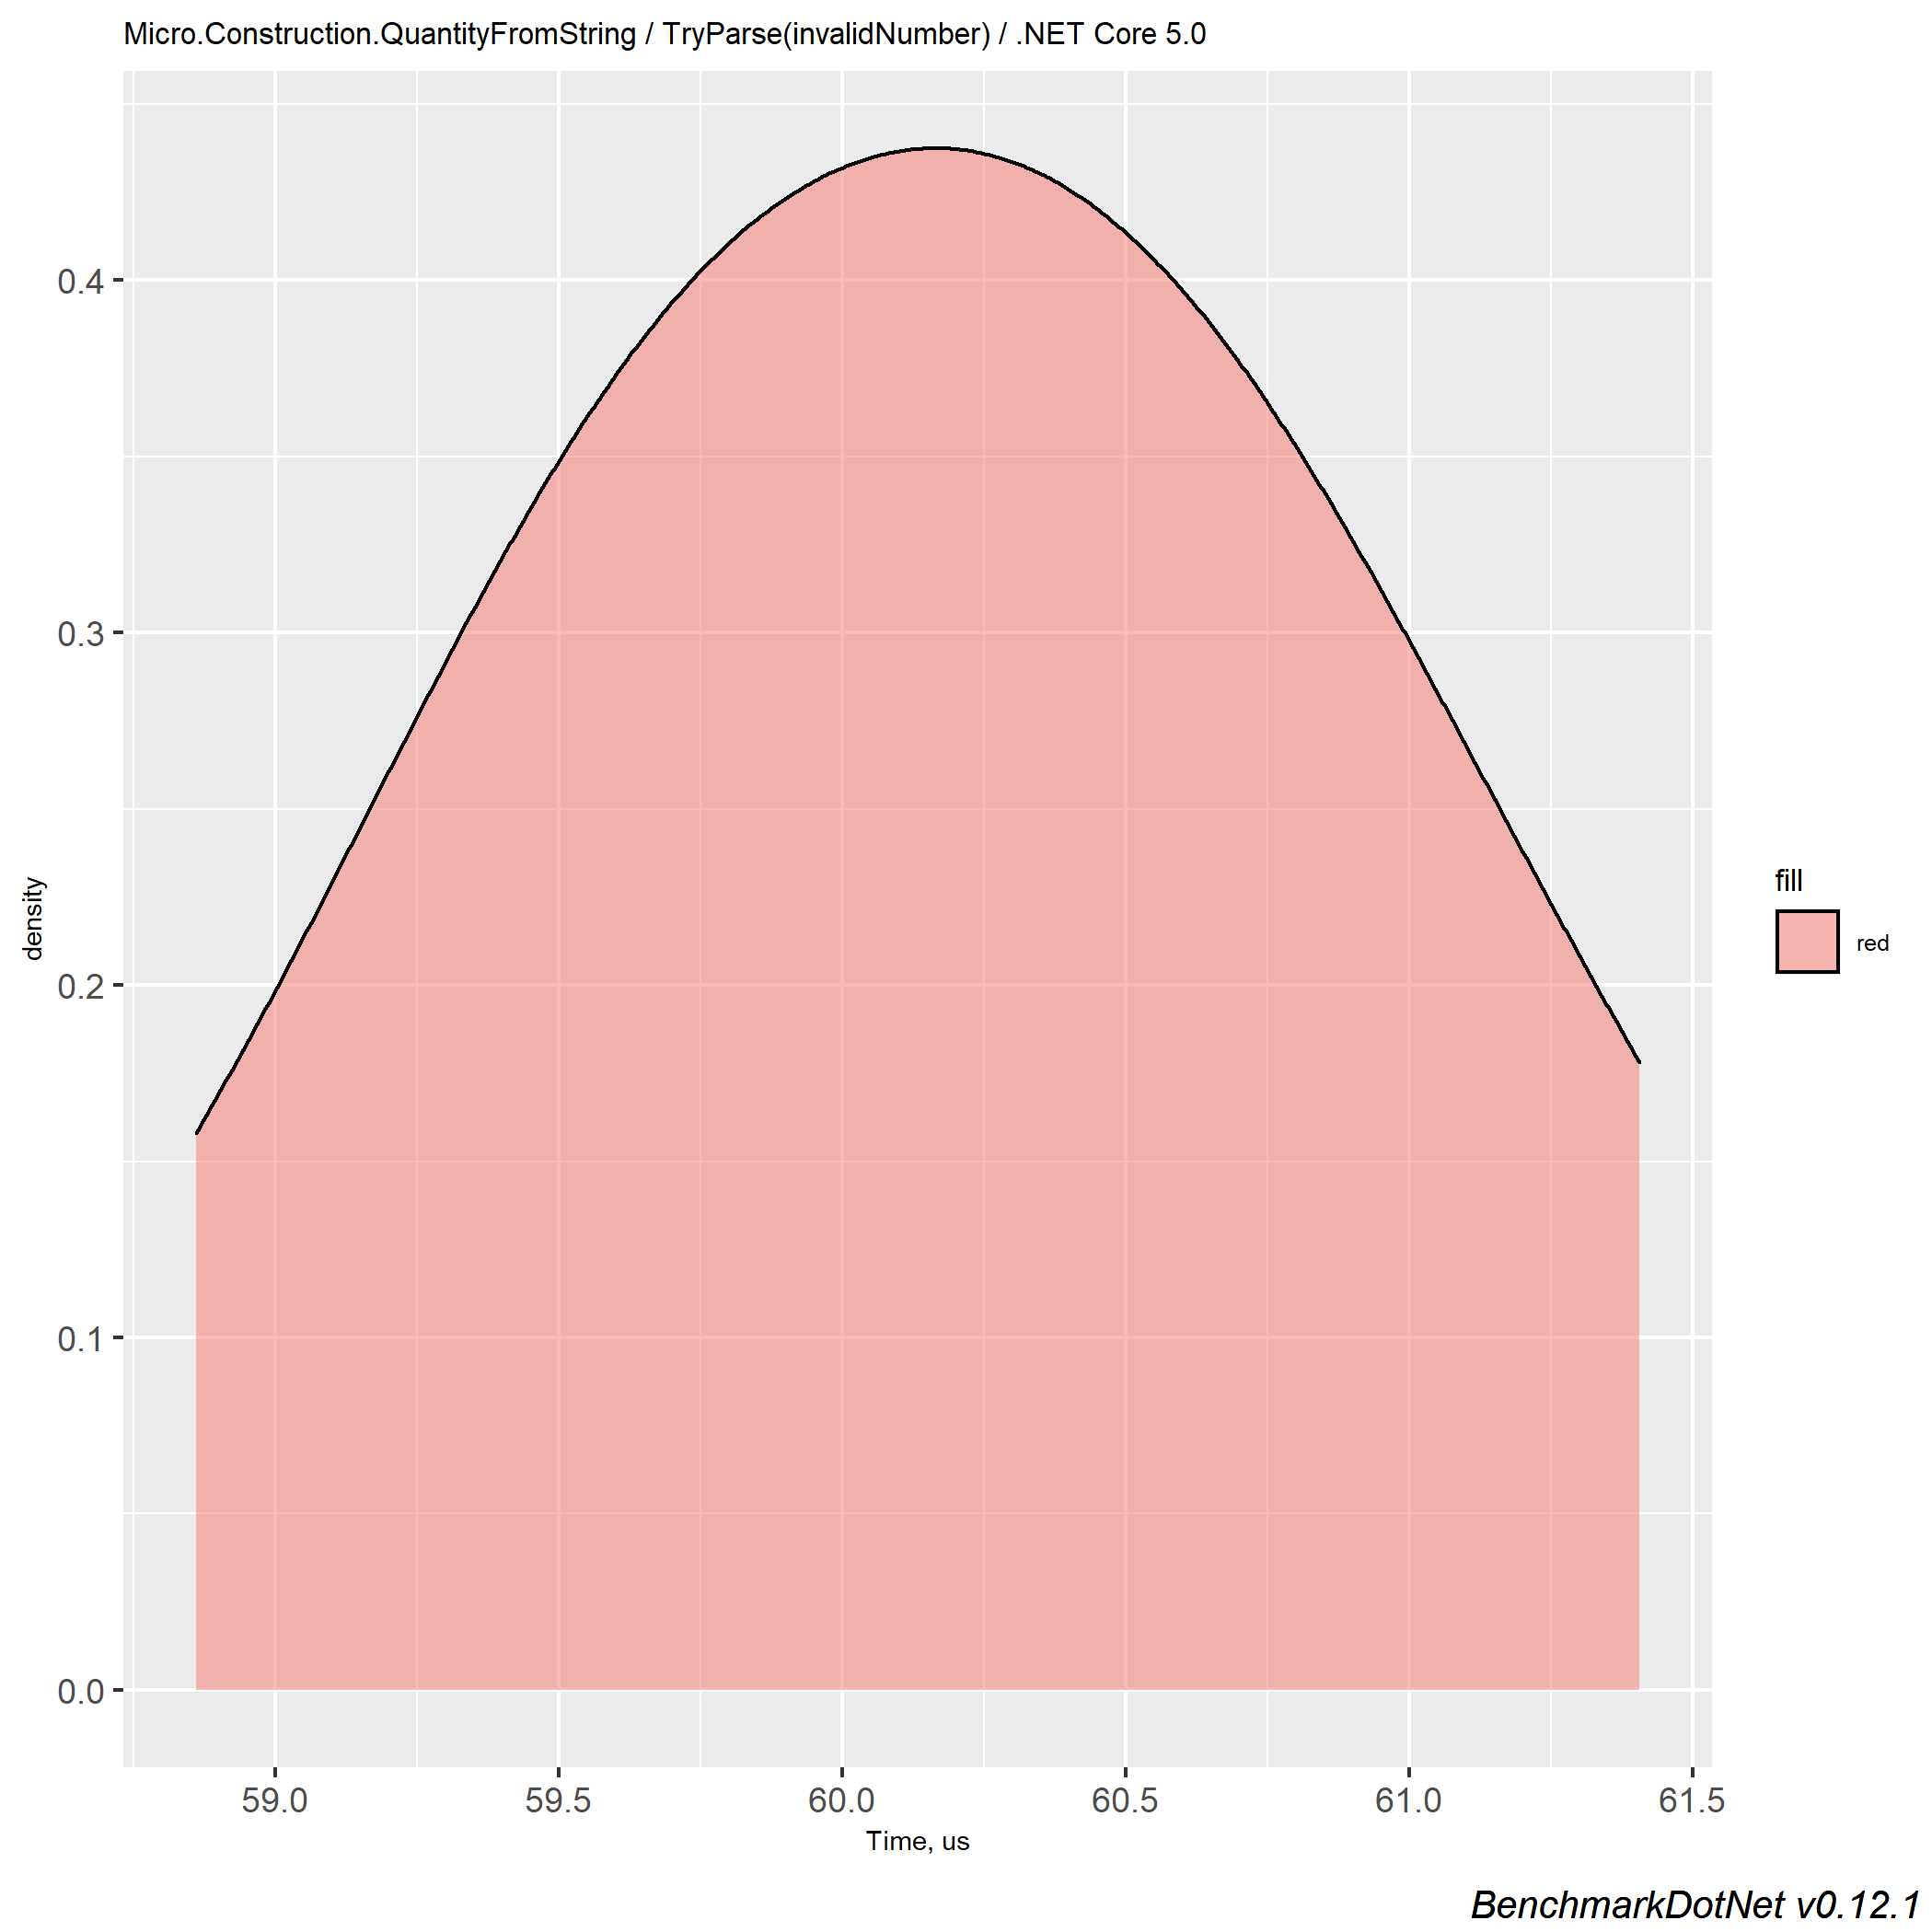 Micro.Construction.QuantityFromString / TryParse(invalidNumber) / .NET Core 5.0
0.4
0.3
0.2
0.1
0.0
density
59.0 59.5 60.0 60.5 61.0 61.5
Time, us
fill
red
BenchmarkDotNet v0.12.1